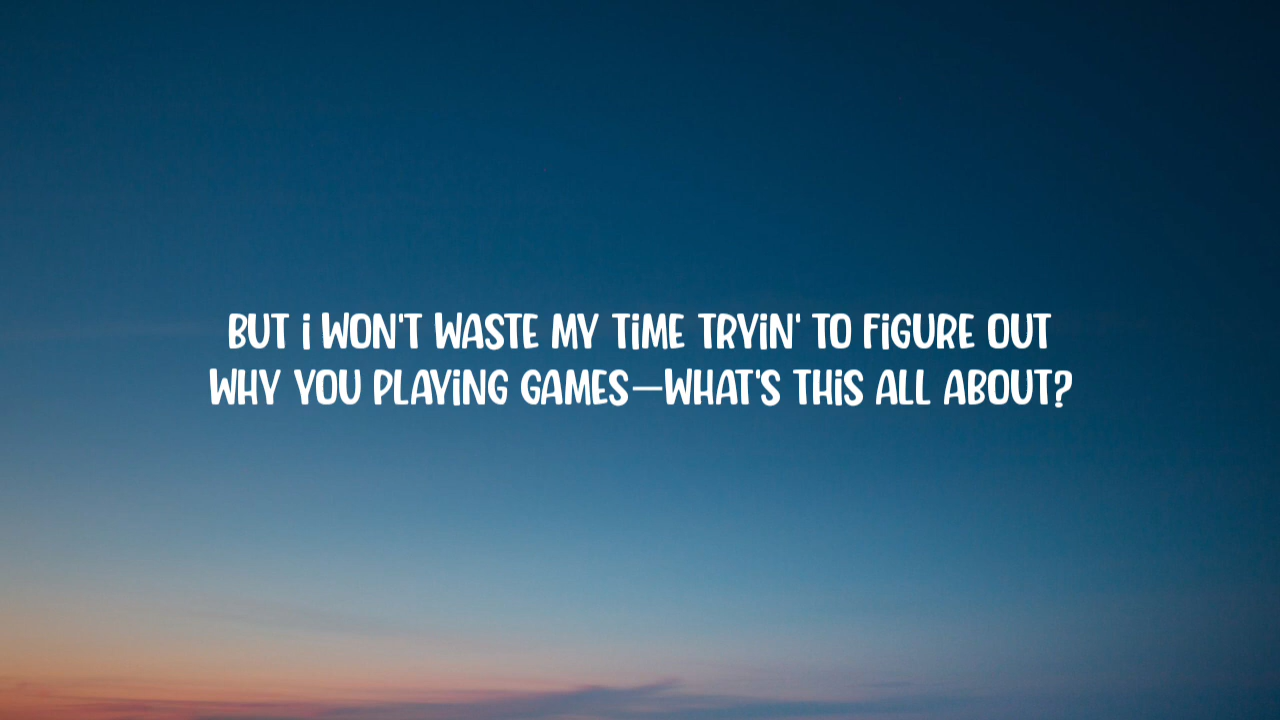 BUT i WON'T WASTE MY TiME TRYiN' TO FiGURE OUT
WHY YOU PLAYiNG GAMES—WHAT'S THiS ALL ABOUT?